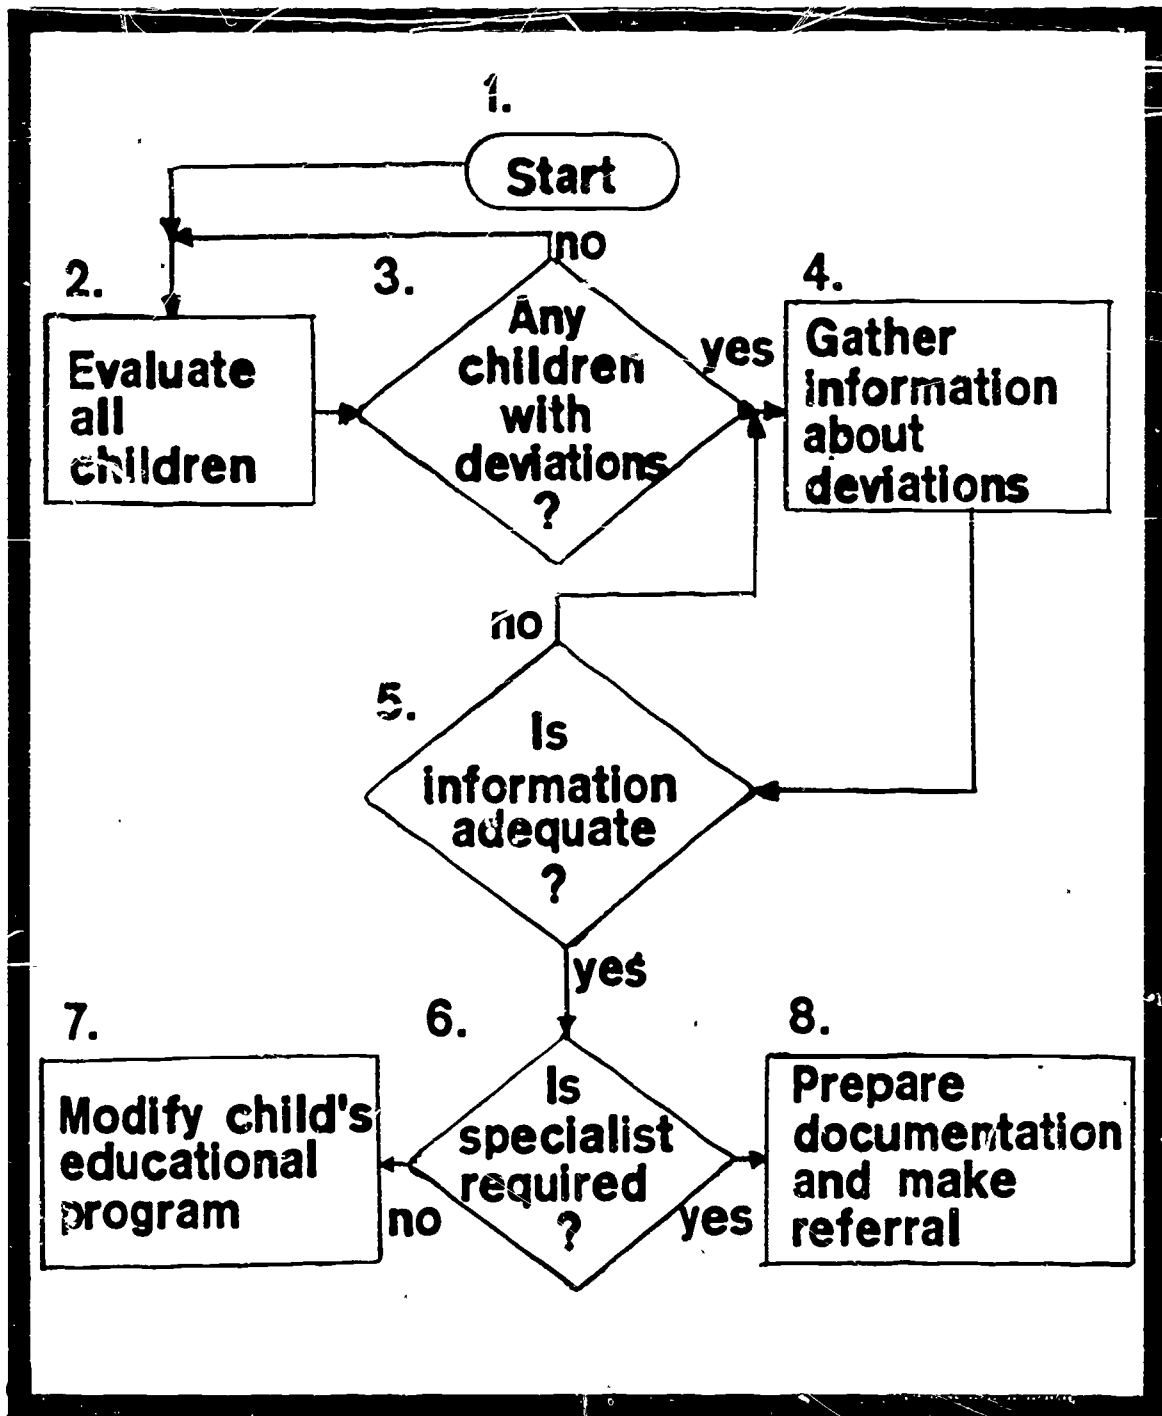 1.
Start
no
2.
3.
4.
Evaluate
all
children
Any
children
with
deviations
?
yes
Gather
information
about
deviations
no
5.
Is
information
adequate
?
yes
7.
6.
8.
Modify child's
educational
program
Is
specialist
required
?
no
yes
Prepare
documentation
and make
referral